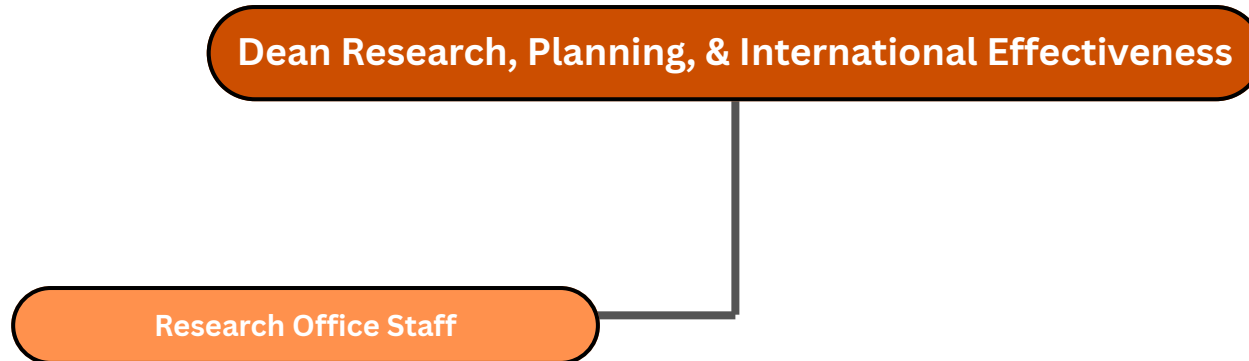 Dean Research, Planning, & International Effectiveness
Research Office Staff